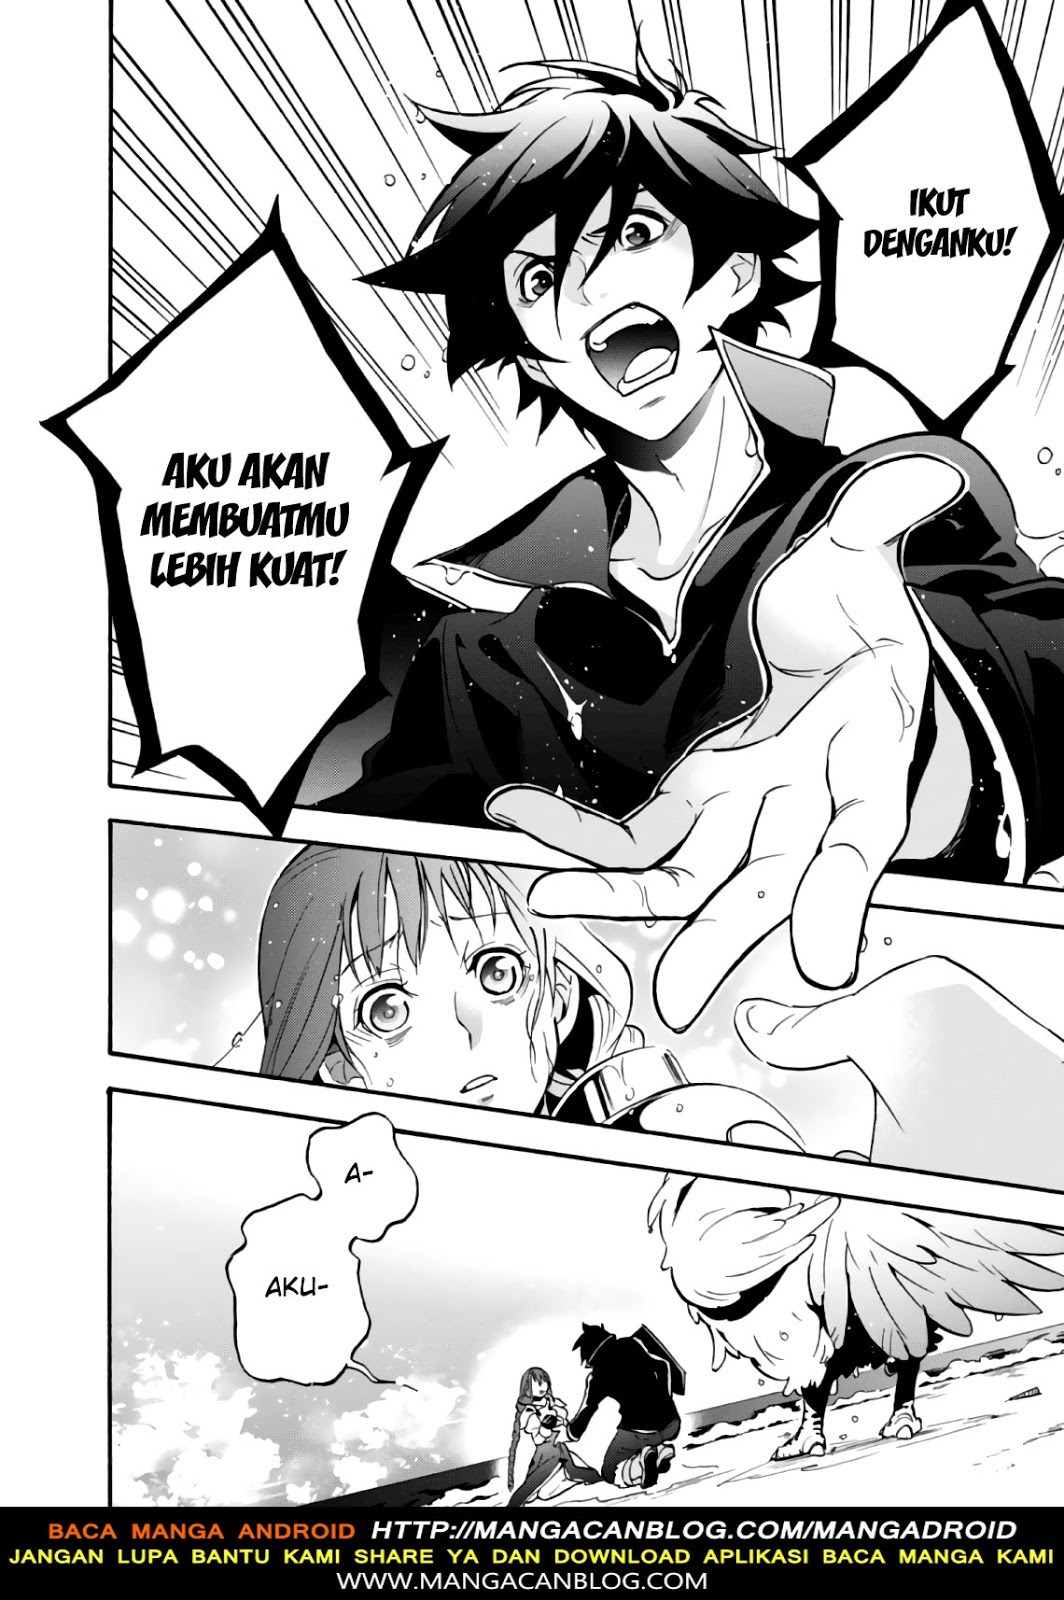 IKUT
DENGANKU!
AKU AKAN
MEMBUATMU
LEBIH KUAT!
A-
AKU-
BACA MANGA ANDROID HTTP://MANGACANBLOG.COM/MANGADROID
JANGAN LUPA BANTU KAMI SHARE YA DAN DOWNLOAD APLIKASI BACA MANGA KAMI
WWW.MANGACANBLOG.COM